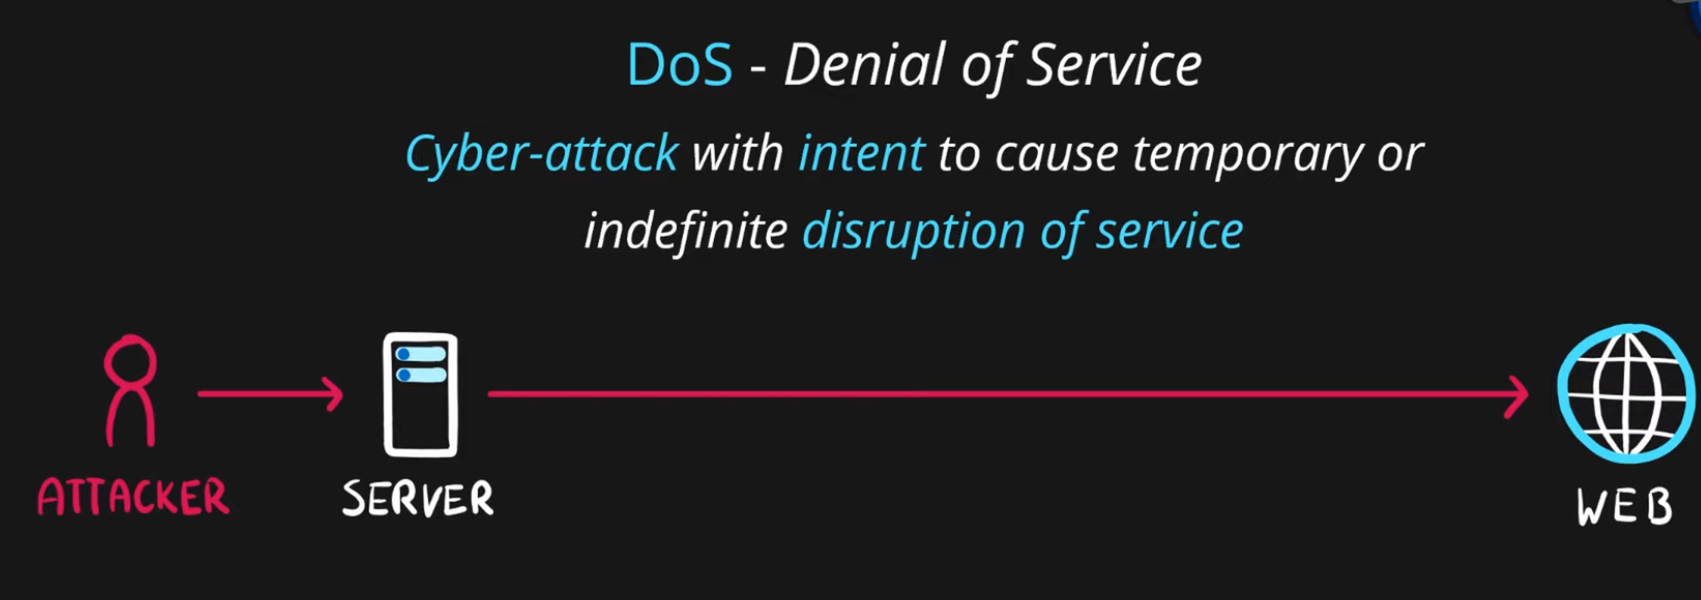 DoS - Denial of Service
Cyber-attack with intent to cause temporary or
indefinite disruption of service
ATTACKER
SERVER
WEB